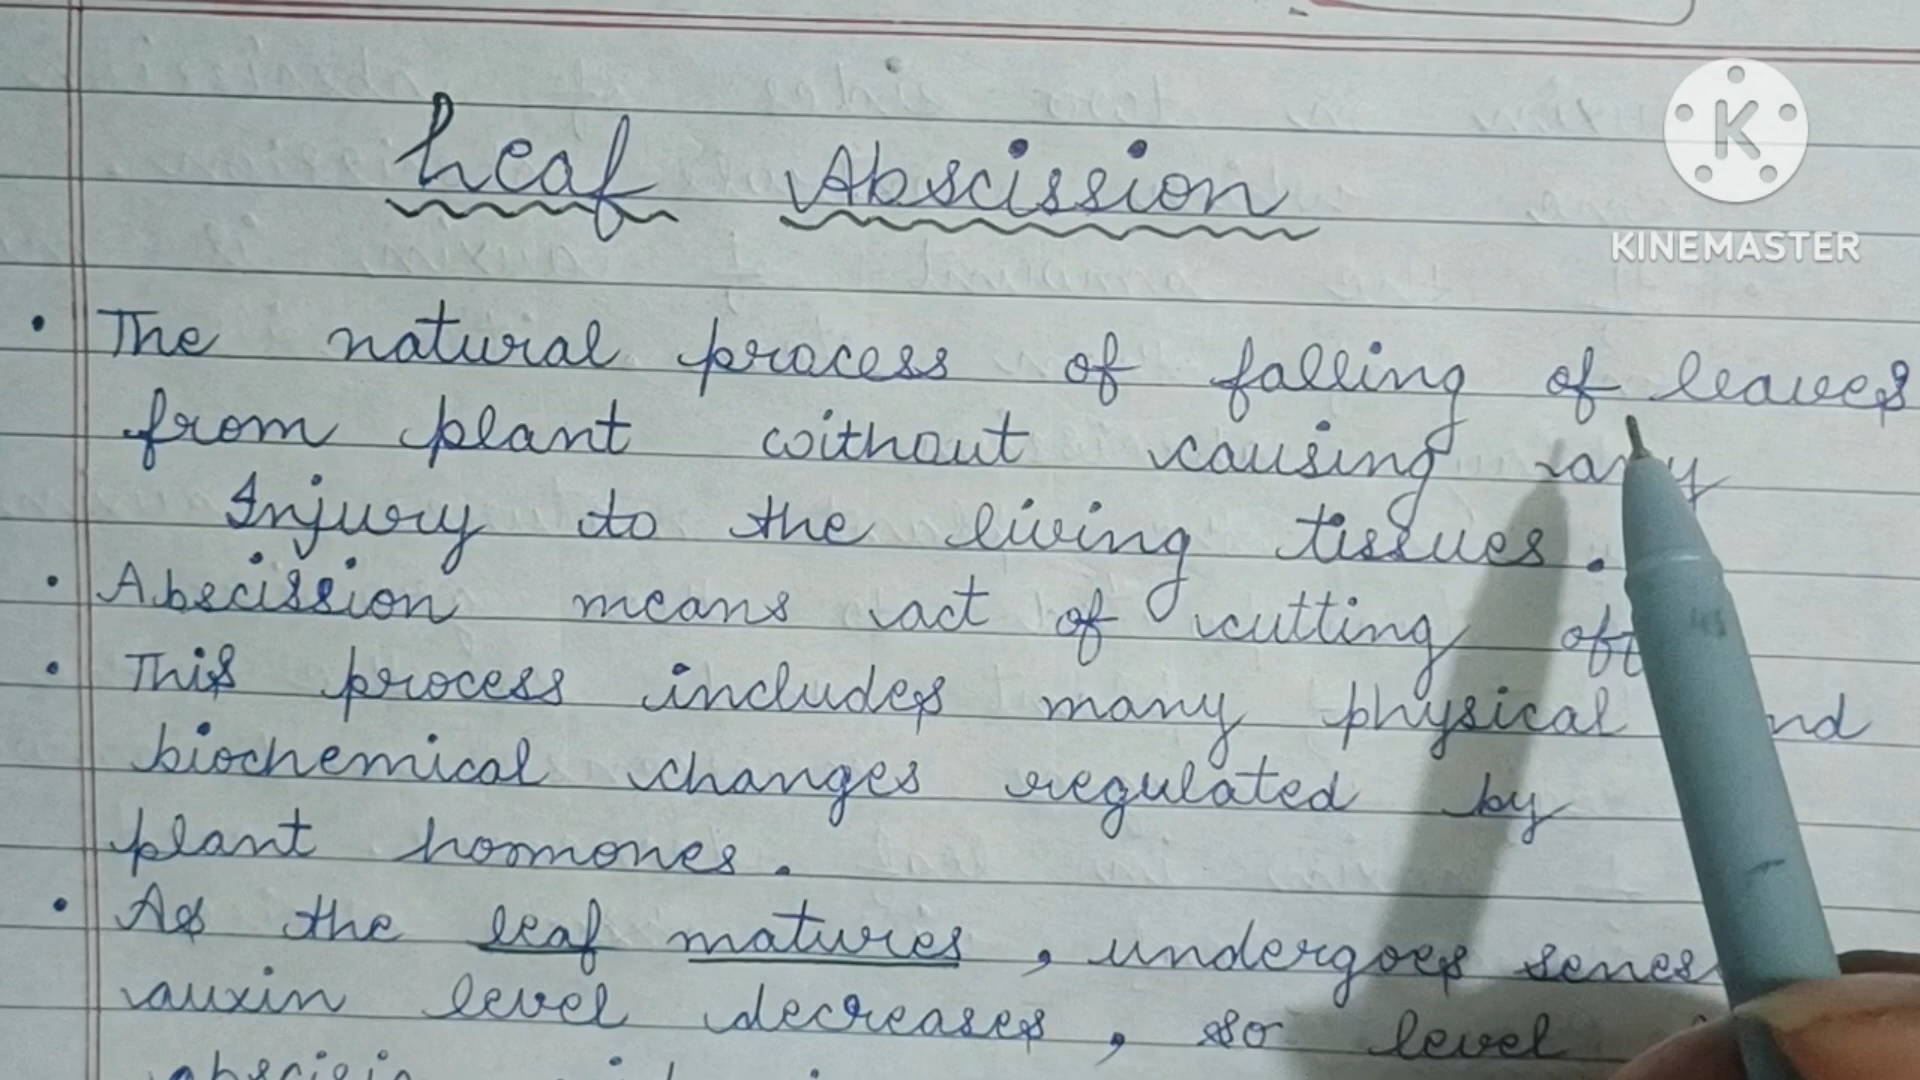 Leaf Abscission
KINEMASTER
• The natural process of falling of leaves
from plant without causing any
Injury to the living tissues.
• Abscission means act of cutting
• This process includes many physical
biochemical changes regulated by
plant homones.
• As the leaf matures, undergoes
auxin level decreases, so level